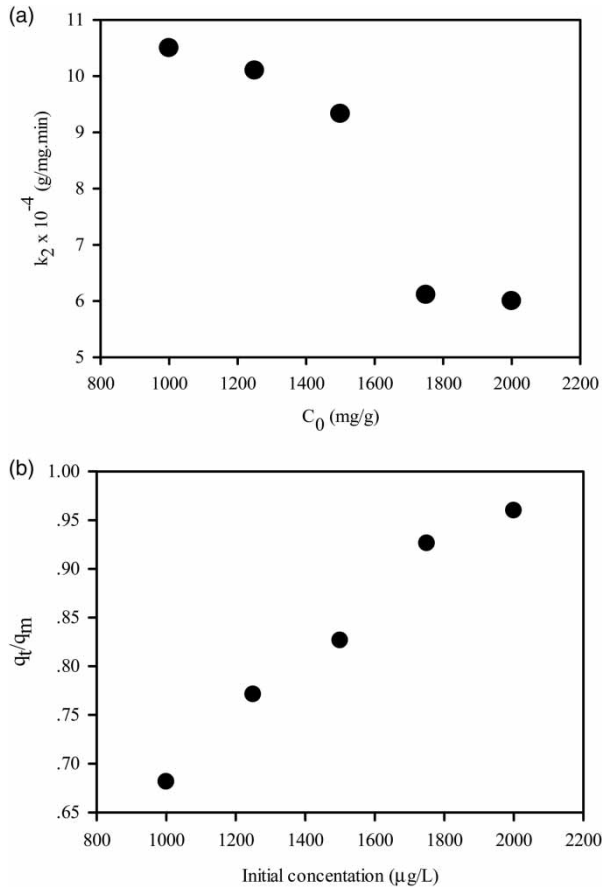 (a)
11
10
9
8
7
6
5
k2 x 10-4 (g/mg.min)
800 1000 1200 1400 1600 1800 2000 2200
C0 (mg/g)
(b)
1.00
.95
.90
.85
.80
.75
.70
.65
qt/qm
800 1000 1200 1400 1600 1800 2000 2200
Initial concentration (μg/L)